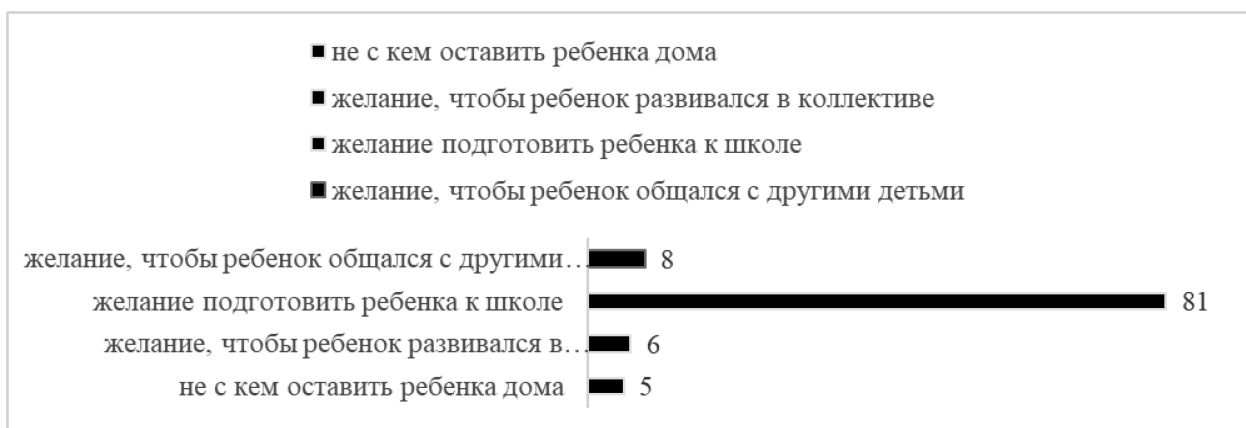 не с кем оставить ребенка дома
желание, чтобы ребенок развивался в коллективе
желание подготовить ребенка к школе
желание, чтобы ребенок общался с другими детьми
желание, чтобы ребенок общался с другими… 8
желание подготовить ребенка к школе 81
желание, чтобы ребенок развивался в… 6
не с кем оставить ребенка дома 5